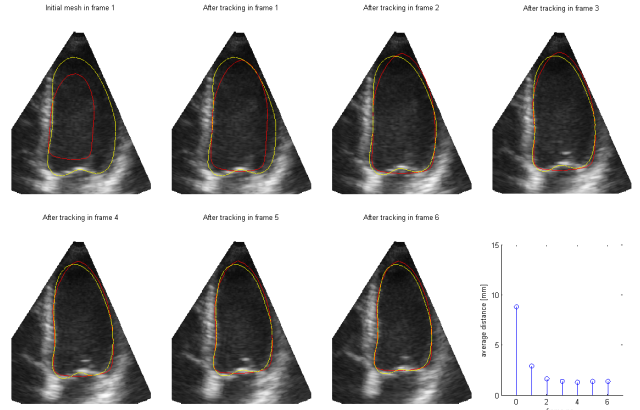 Initial mesh in frame 1
After tracking in frame 1
After tracking in frame 2
After tracking in frame 3
After tracking in frame 4
After tracking in frame 5
After tracking in frame 6
average distance [mm]
15
10
5
0
0 2 4 6